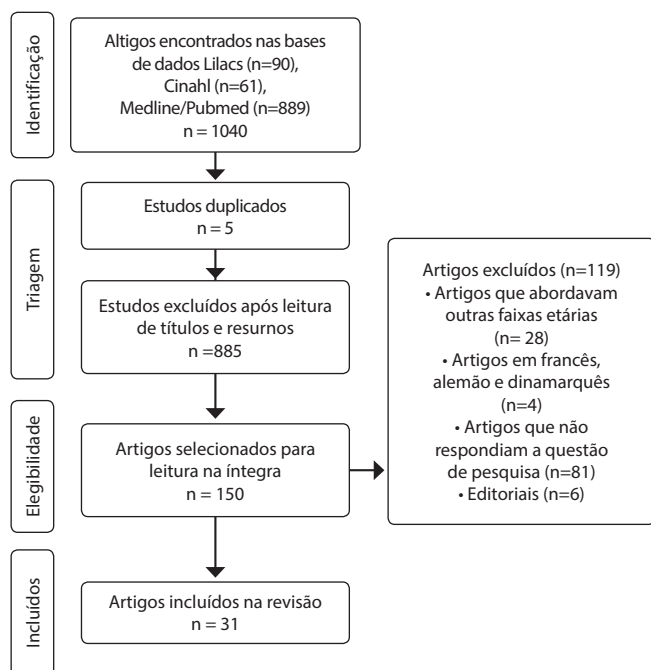 Identificação
Altigos encontrados nas bases
de dados Lilacs (n=90),
Cinahl (n=61),
Medline/Pubmed (n=889)
n = 1040
Triagem
Estudos duplicados
n = 5
Estudos excluídos após leitura
de títulos e resurnos
n =885
Artigos excluídos (n=119)
• Artigos que abordavam
outras faixas etárias
(n= 28)
• Artigos em francês,
alemão e dinamarquês
(n=4)
• Artigos que não
respondiam a questão
de pesquisa (n=81)
• Editoriais (n=6)
Elegibilidade
Artigos selecionados para
leitura na íntegra
n = 150
Incluídos
Artigos incluídos na revisão
n = 31